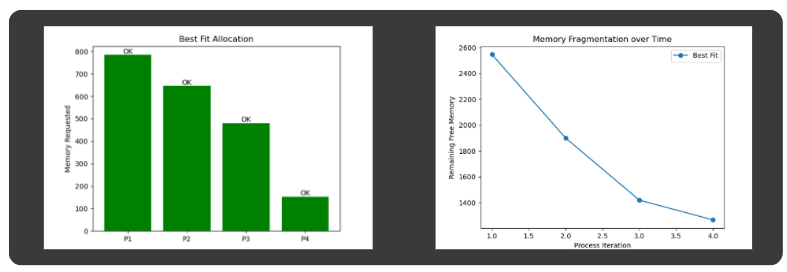 Best Fit Allocation
OK
OK
OK
OK
Memory Requested
800
700
600
500
400
300
200
100
0
P1 P2 P3 P4
Memory Fragmentation over Time
Best Fit
Remaining Free Memory
2600
2400
2200
2000
1800
1600
1400
1.0 1.5 2.0 2.5 3.0 3.5 4.0
Process Iteration